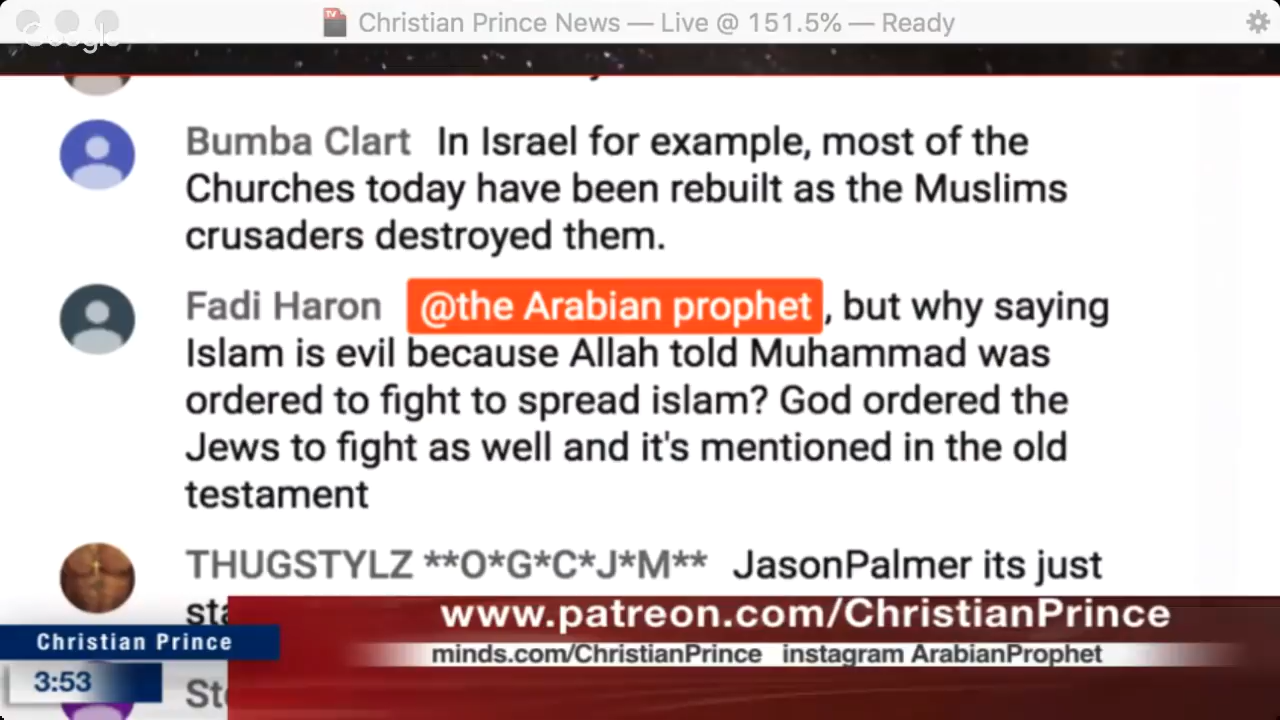 Christian Prince News — Live @ 151.5% — Ready
Google
Bumba Clart In Israel for example, most of the
Churches today have been rebuilt as the Muslims
crusaders destroyed them.
Fadi Haron @the Arabian prophet, but why saying
Islam is evil because Allah told Muhammad was
ordered to fight to spread islam? God ordered the
Jews to fight as well and it's mentioned in the old
testament
THUGSTYLZ **O*G*C*J*M** JasonPalmer its just
www.patreon.com/ChristianPrince
Christian Prince
minds.com/ChristianPrince instagram ArabianProphet
3:53